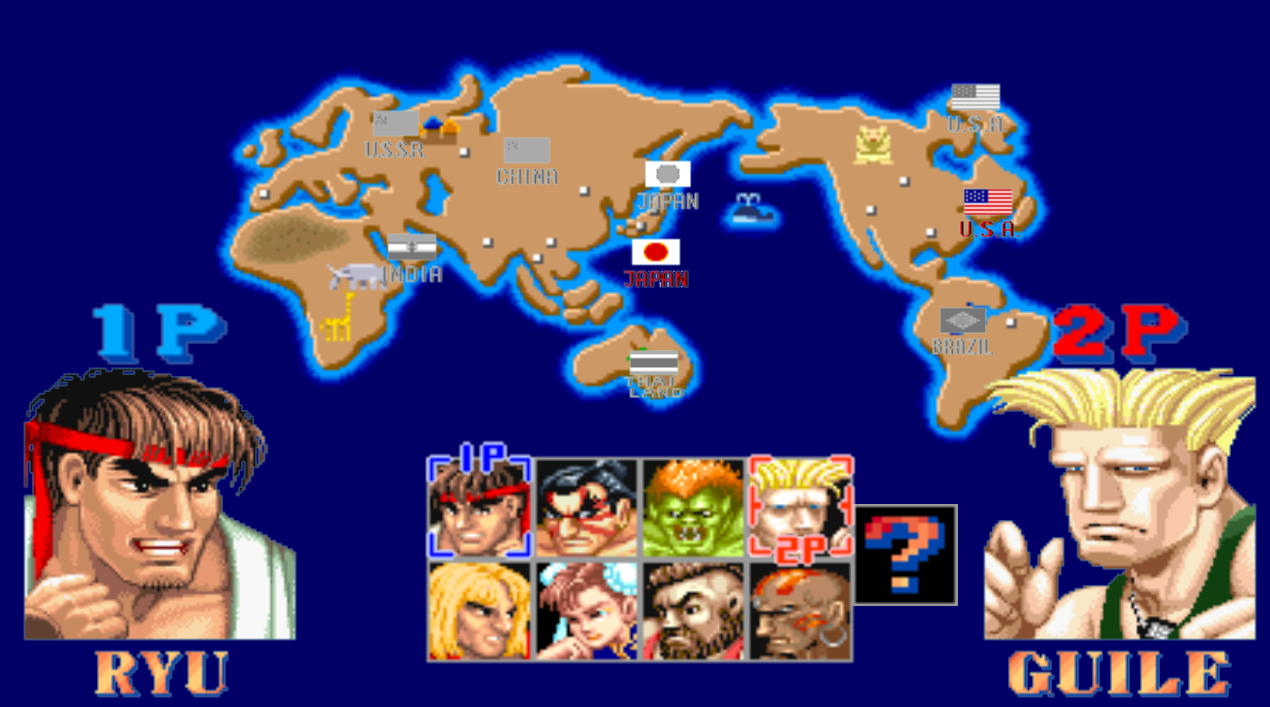 U.S.A.
U.S.S.R.
CHINA
JAPAN
U.S.A.
INDIA
JAPAN
1P
2P
BRAZIL
THAI
LAND
1P
2P
?
RYU
GUILE